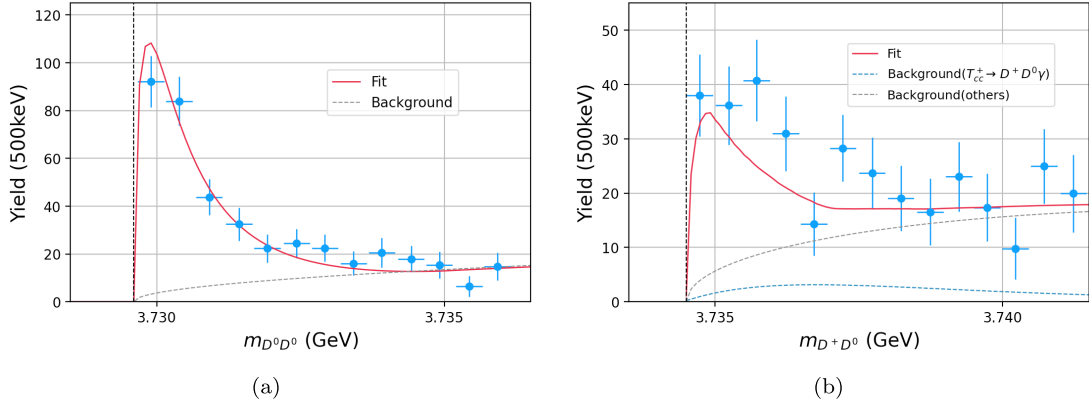 120
100
80
60
40
20
0
Yield (500keV)
Fit
Background
3.730
3.735
m_{D^0D^0} (GeV)
(a)
50
40
30
20
10
0
Yield (500keV)
Fit
Background(T_{cc}^+→ D^+D^0γ)
Background(others)
3.735
3.740
m_{D^+D^0} (GeV)
(b)